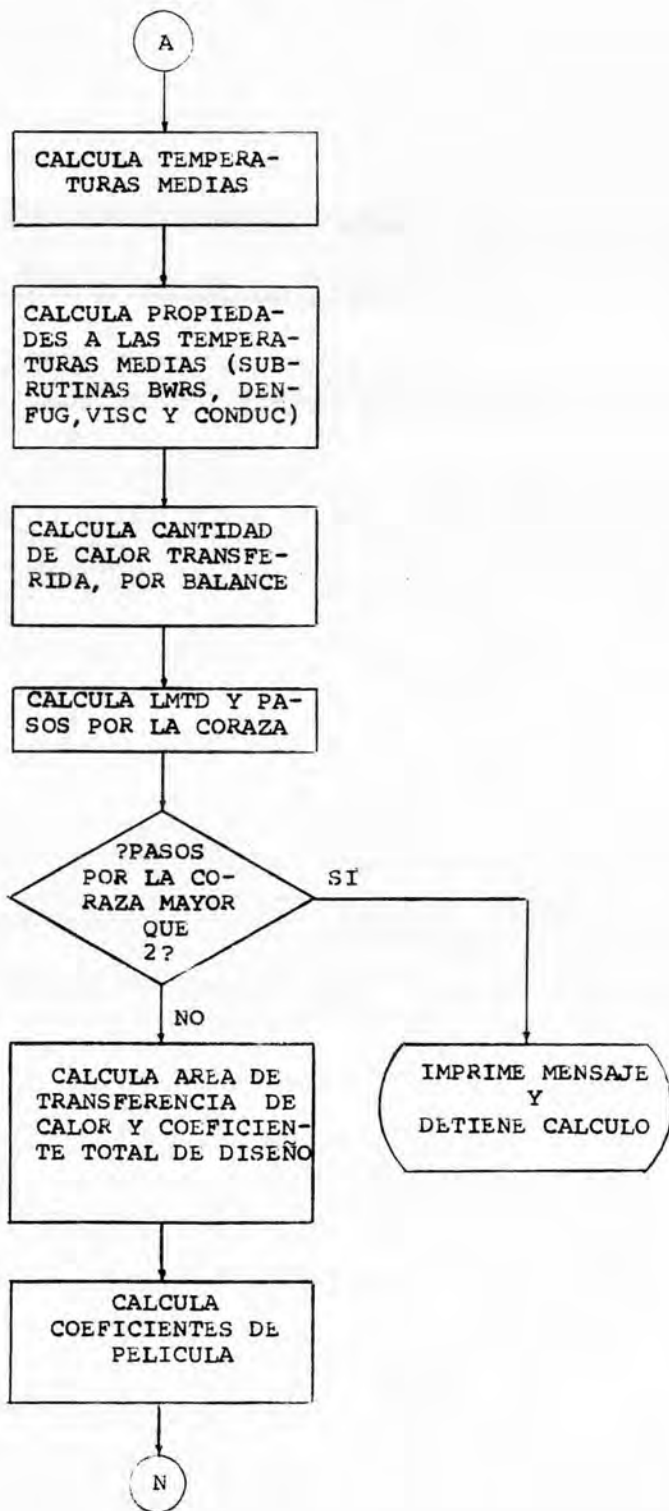 A
CALCULA TEMPERA-
TURAS MEDIAS
CALCULA PROPIEDA-
DES A LAS TEMPERA-
TURAS MEDIAS (SUB-
RUTINAS BWRS, DEN-
FUG,VISC Y CONDUC)
CALCULA CANTIDAD
DE CALOR TRANSFE-
RIDA, POR BALANCE
CALCULA LMTD Y PA-
SOS POR LA CORAZA
?PASOS
POR LA CO-
RAZA MAYOR
QUE
2?
SI
NO
CALCULA AREA DE
TRANSFERENCIA DE
CALOR Y COEFICIEN-
TE TOTAL DE DISEÑO
IMPRIME MENSAJE
Y
DETIENE CALCULO
CALCULA
COEFICIENTES DE
PELICULA
N